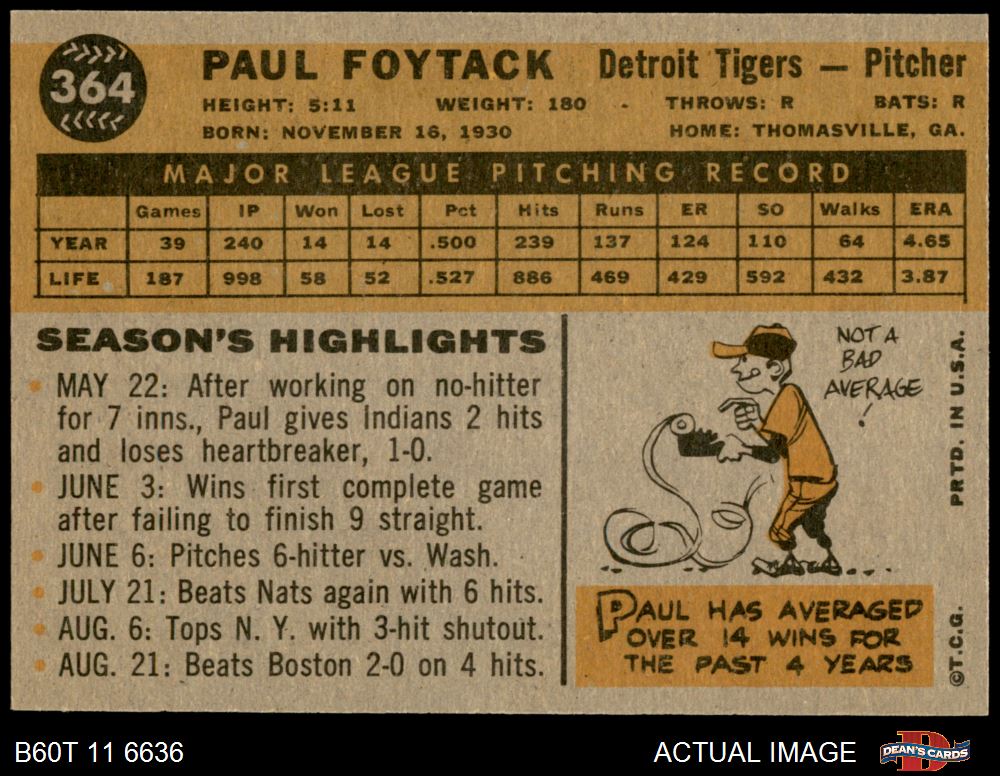 364
PAUL FOYTACK Detroit Tigers — Pitcher
HEIGHT: 5:11 WEIGHT: 180 THROWS: R BATS: R
BORN: NOVEMBER 16, 1930 HOME: THOMASVILLE, GA.
MAJOR LEAGUE PITCHING RECORD
Games IP Won Lost Pct Hits Runs ER SO Walks ERA
YEAR 39 240 14 14 .500 239 137 124 110 64 4.65
LIFE 187 998 58 52 .527 886 469 429 592 432 3.87
SEASON'S HIGHLIGHTS
• MAY 22: After working on no-hitter
for 7 inns., Paul gives Indians 2 hits
and loses heartbreaker, 1-0.
• JUNE 3: Wins first complete game
after failing to finish 9 straight.
• JUNE 6: Pitches 6-hitter vs. Wash.
• JULY 21: Beats Nats again with 6 hits.
• AUG. 6: Tops N. Y. with 3-hit shutout.
• AUG. 21: Beats Boston 2-0 on 4 hits.
NOT A
BAD
AVERAGE
!
PAUL HAS AVERAGED
OVER 14 WINS FOR
THE PAST 4 YEARS
©T.C.G. PRTD. IN U.S.A.
B60T 11 6636 ACTUAL IMAGE
D
DEAN'S CARDS